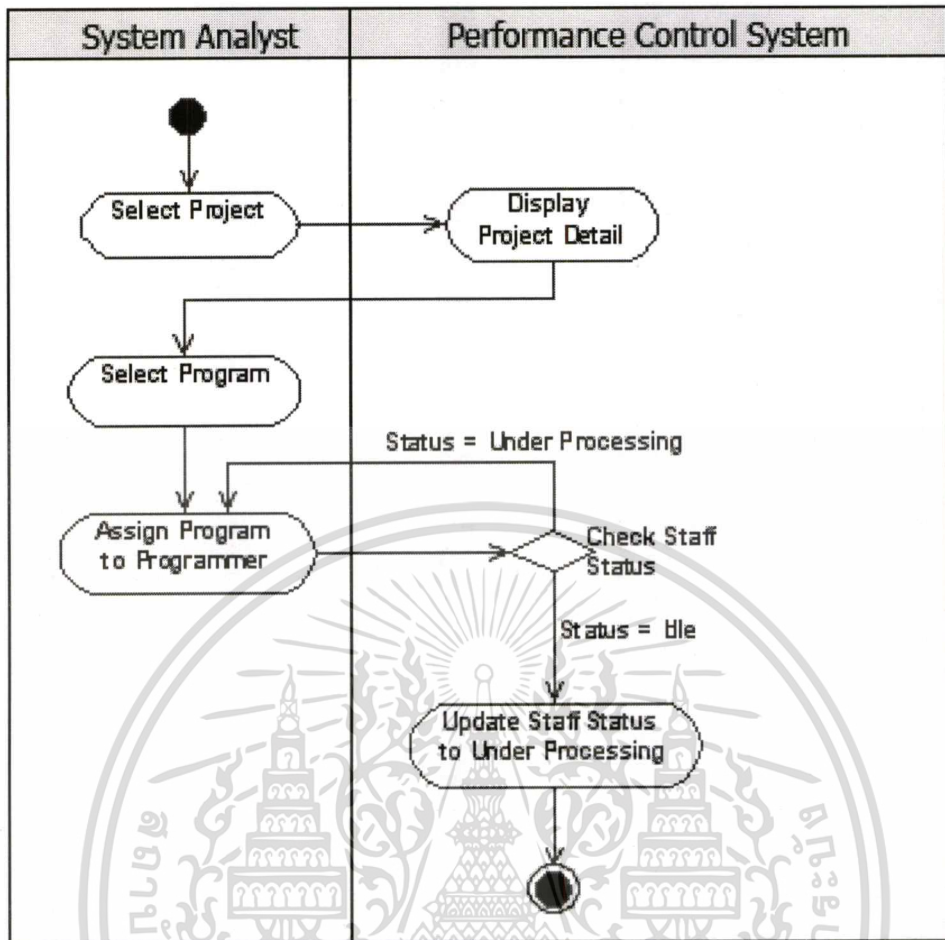 System Analyst
Performance Control System
Select Project
Display
Project Detail
Select Program
Status = Under Processing
Assign Program
to Programmer
Check Staff
Status
Status = Idle
Update Staff Status
to Under Processing